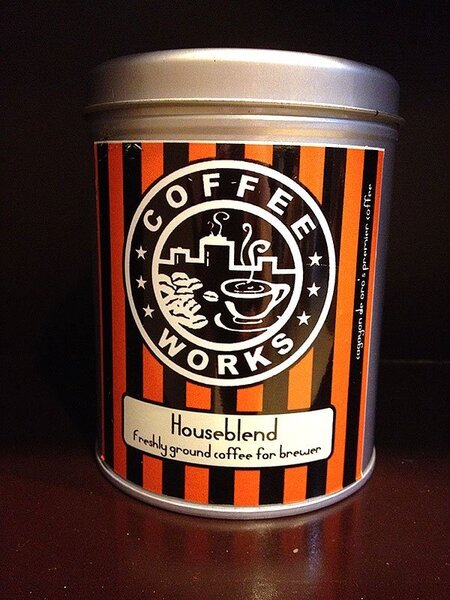 COFFEE
WORKS
Houseblend
freshly ground coffee for brewer
cagayan de oro's premier coffee